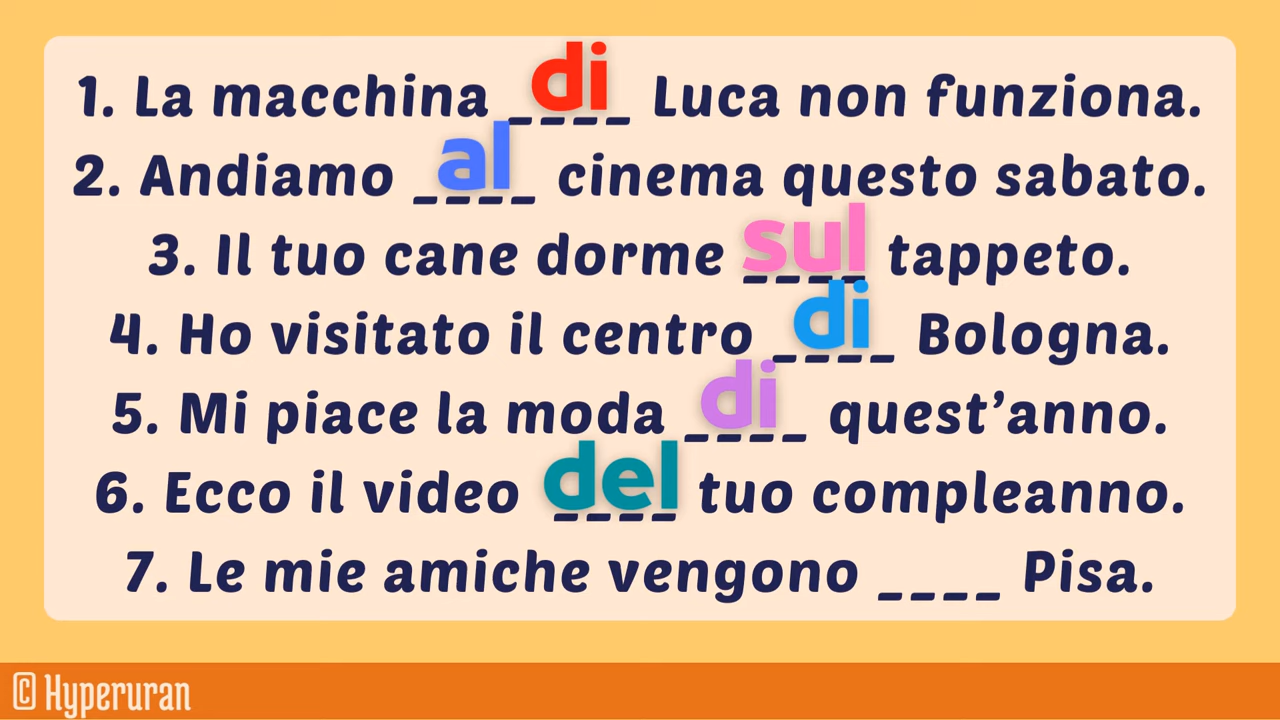 1. La macchina di Luca non funziona.
2. Andiamo al cinema questo sabato.
3. Il tuo cane dorme sul tappeto.
4. Ho visitato il centro di Bologna.
5. Mi piace la moda di quest’anno.
6. Ecco il video del tuo compleanno.
7. Le mie amiche vengono ____ Pisa.
© Hyperuran